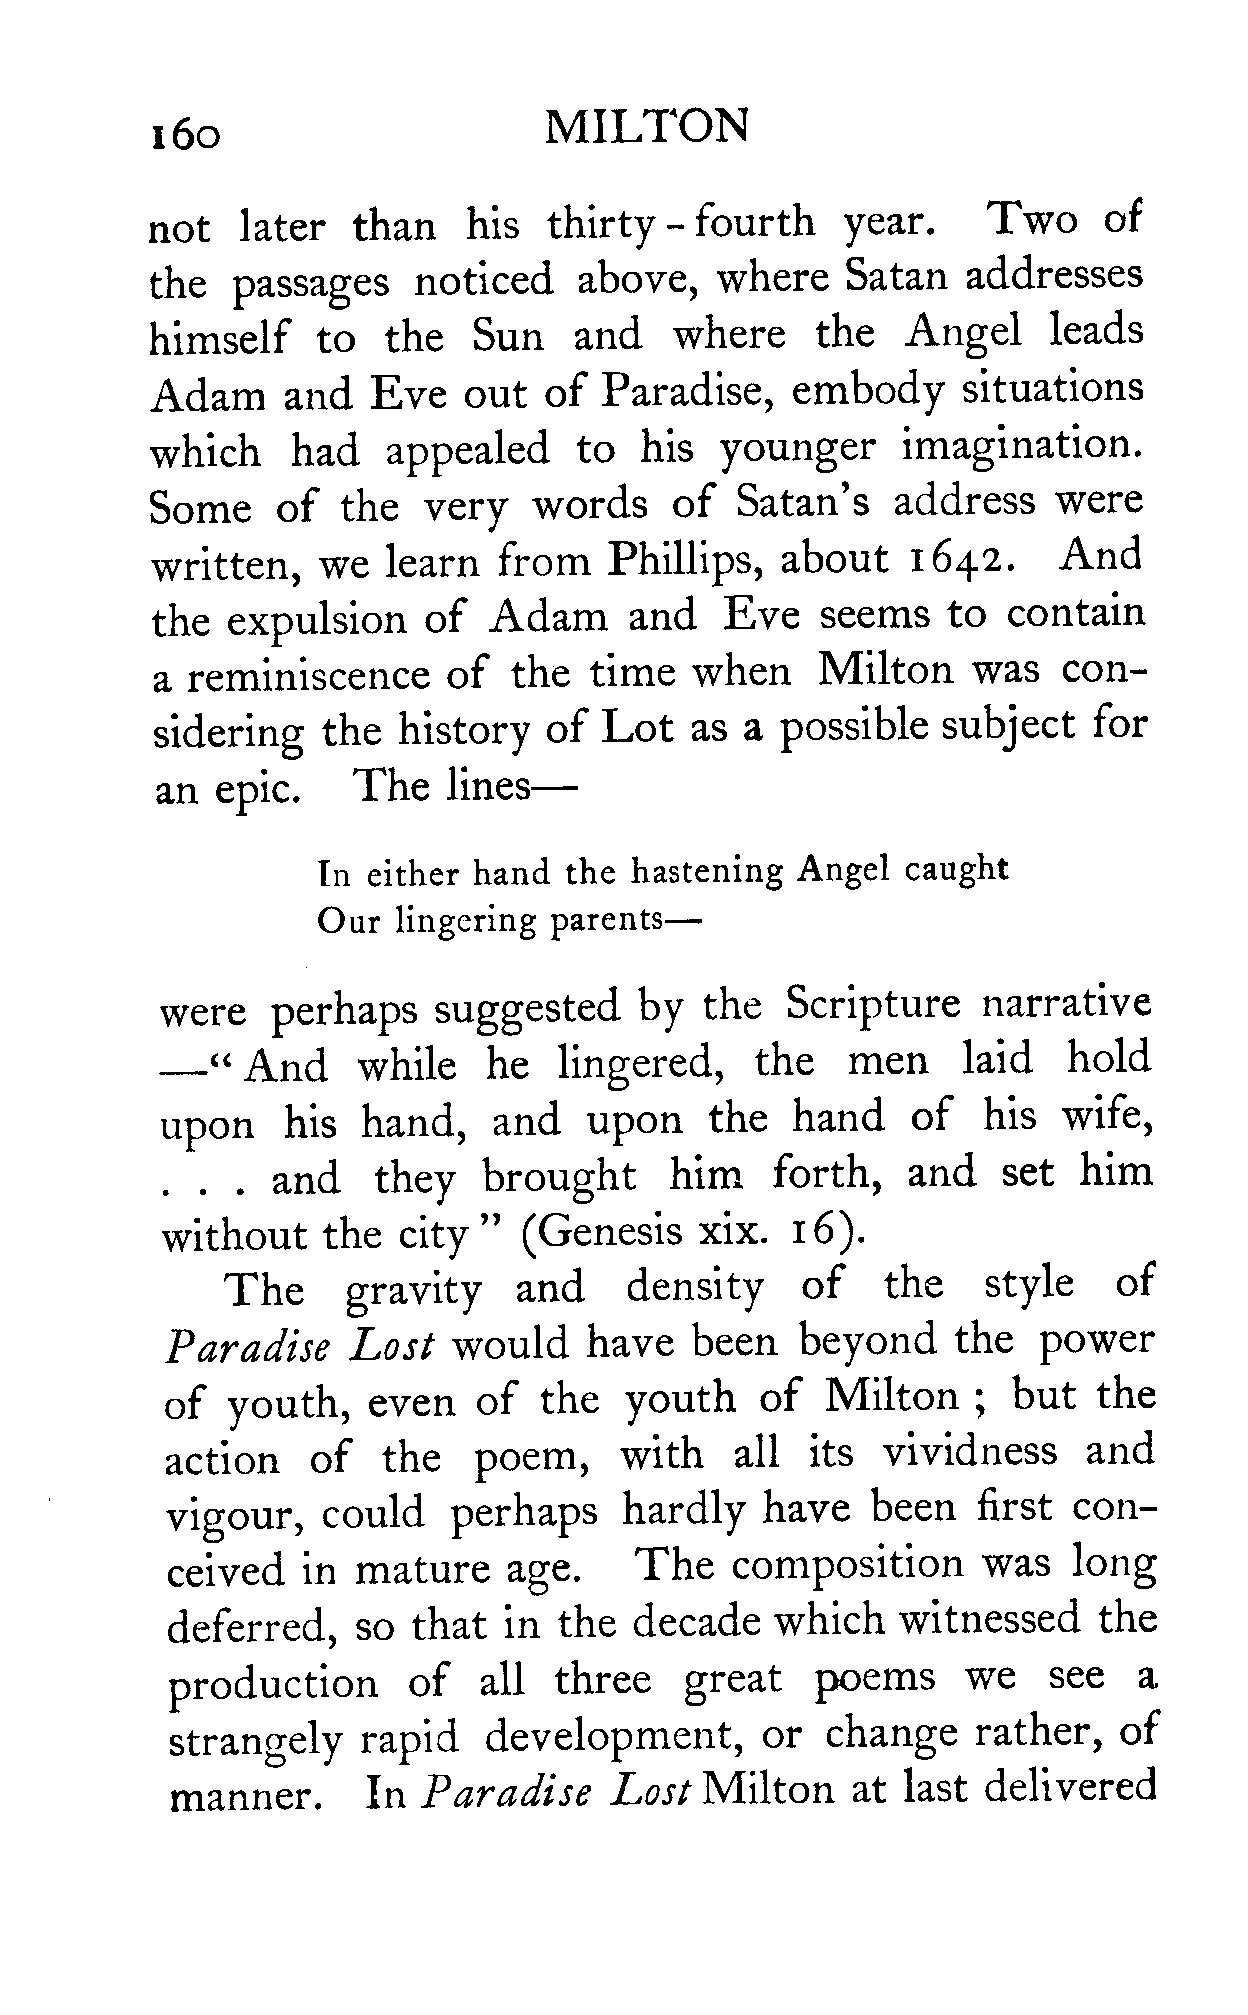 160 MILTON
not later than his thirty-fourth year. Two of
the passages noticed above, where Satan addresses
himself to the Sun and where the Angel leads
Adam and Eve out of Paradise, embody situations
which had appealed to his younger imagination.
Some of the very words of Satan's address were
written, we learn from Phillips, about 1642. And
the expulsion of Adam and Eve seems to contain
a reminiscence of the time when Milton was con-
sidering the history of Lot as a possible subject for
an epic. The lines—
In either hand the hastening Angel caught
Our lingering parents—
were perhaps suggested by the Scripture narrative
—“And while he lingered, the men laid hold
upon his hand, and upon the hand of his wife,
. . . and they brought him forth, and set him
without the city” (Genesis xix. 16).
The gravity and density of the style of
Paradise Lost would have been beyond the power
of youth, even of the youth of Milton; but the
action of the poem, with all its vividness and
vigour, could perhaps hardly have been first con-
ceived in mature age. The composition was long
deferred, so that in the decade which witnessed the
production of all three great poems we see a
strangely rapid development, or change rather, of
manner. In Paradise Lost Milton at last delivered